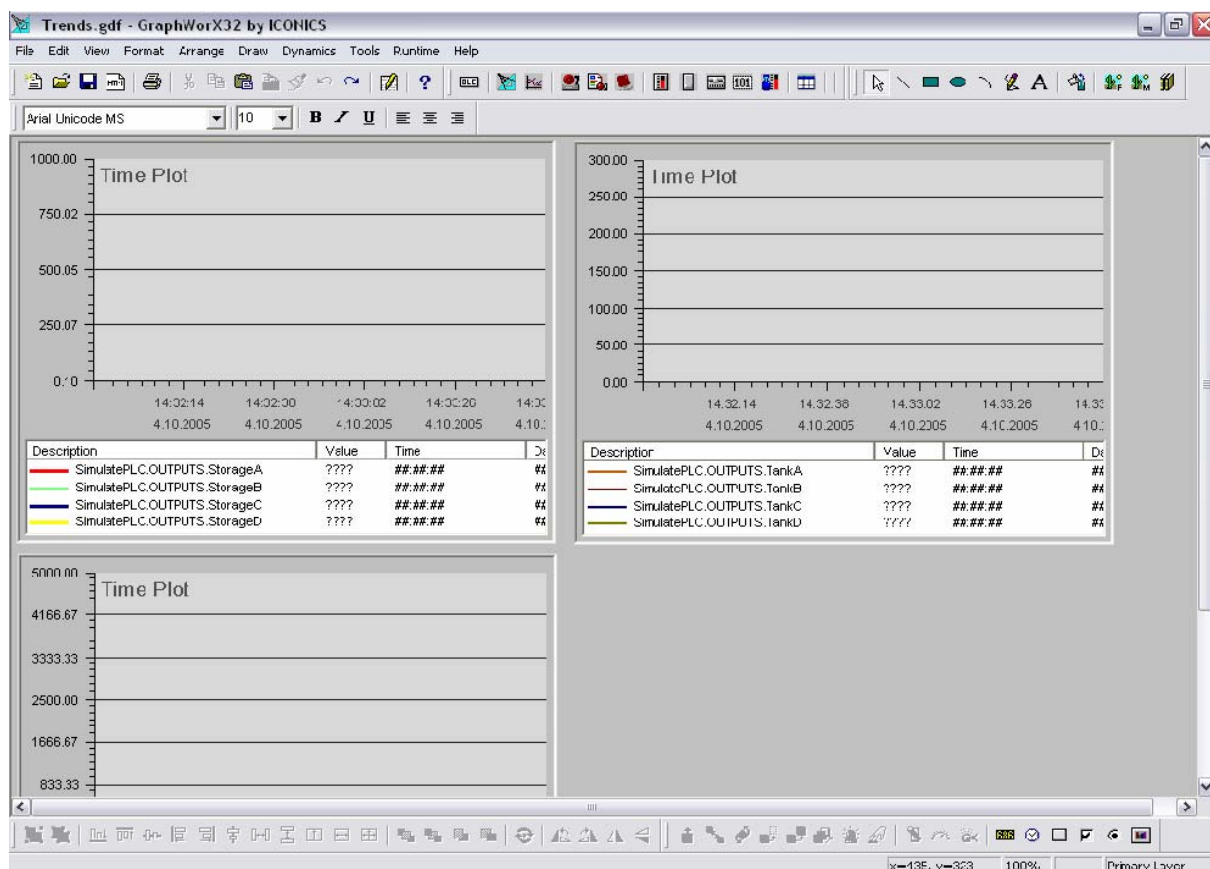 Trends.gdf - GraphWorX32 by ICONICS
File Edit View Format Arrange Draw Dynamics Tools Runtime Help
Arial Unicode MS 10 B I U
1000.00
Time Plot
750.02
500.05
250.07
0.10
14:32:14 14:32:38 14:33:02 14:33:26
4.10.2005 4.10.2005 4.10.2005 4.10.2005 4.10.
Description Value Time
SimulatePLC.OUTPUTS.StorageA ???? ##:##:##
SimulatePLC.OUTPUTS.StorageB ???? ##:##:##
SimulatePLC.OUTPUTS.StorageC ???? ##:##:##
SimulatePLC.OUTPUTS.StorageD ???? ##:##:##
300.00
Time Plot
250.00
200.00
150.00
100.00
50.00
0.00
14:32:14 14:32:38 14:33:02 14:33:26
4.10.2005 4.10.2005 4.10.2005 4.10.2005
Description Value Time
SimulatePLC.OUTPUTS.TankA ???? ##:##:##
SimulatePLC.OUTPUTS.TankB ???? ##:##:##
SimulatePLC.OUTPUTS.TankC ???? ##:##:##
SimulatePLC.OUTPUTS.TankD ???? ##:##:##
5000.00
Time Plot
4166.67
3333.33
2500.00
1666.67
833.33
x=435, y=323 100% Primary Layer